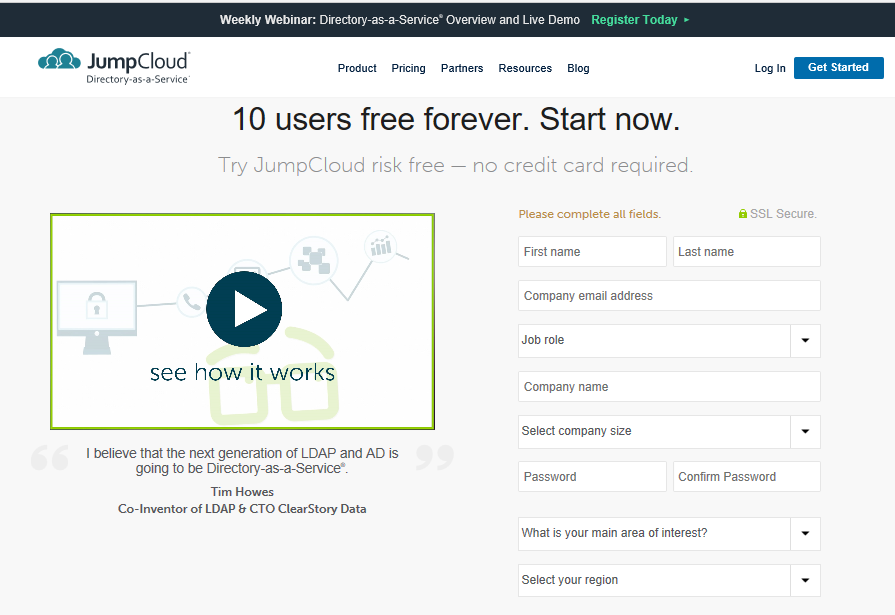 Weekly Webinar: Directory-as-a-Service® Overview and Live Demo Register Today ▸
JumpCloud™
Directory-as-a-Service®
Product Pricing Partners Resources Blog
Log In Get Started
10 users free forever. Start now.
Try JumpCloud risk free — no credit card required.
see how it works
“ I believe that the next generation of LDAP and AD is ”
going to be Directory-as-a-Service®.
Tim Howes
Co-Inventor of LDAP & CTO ClearStory Data
Please complete all fields. SSL Secure.
First name Last name
Company email address
Job role
Company name
Select company size
Password Confirm Password
What is your main area of interest?
Select your region